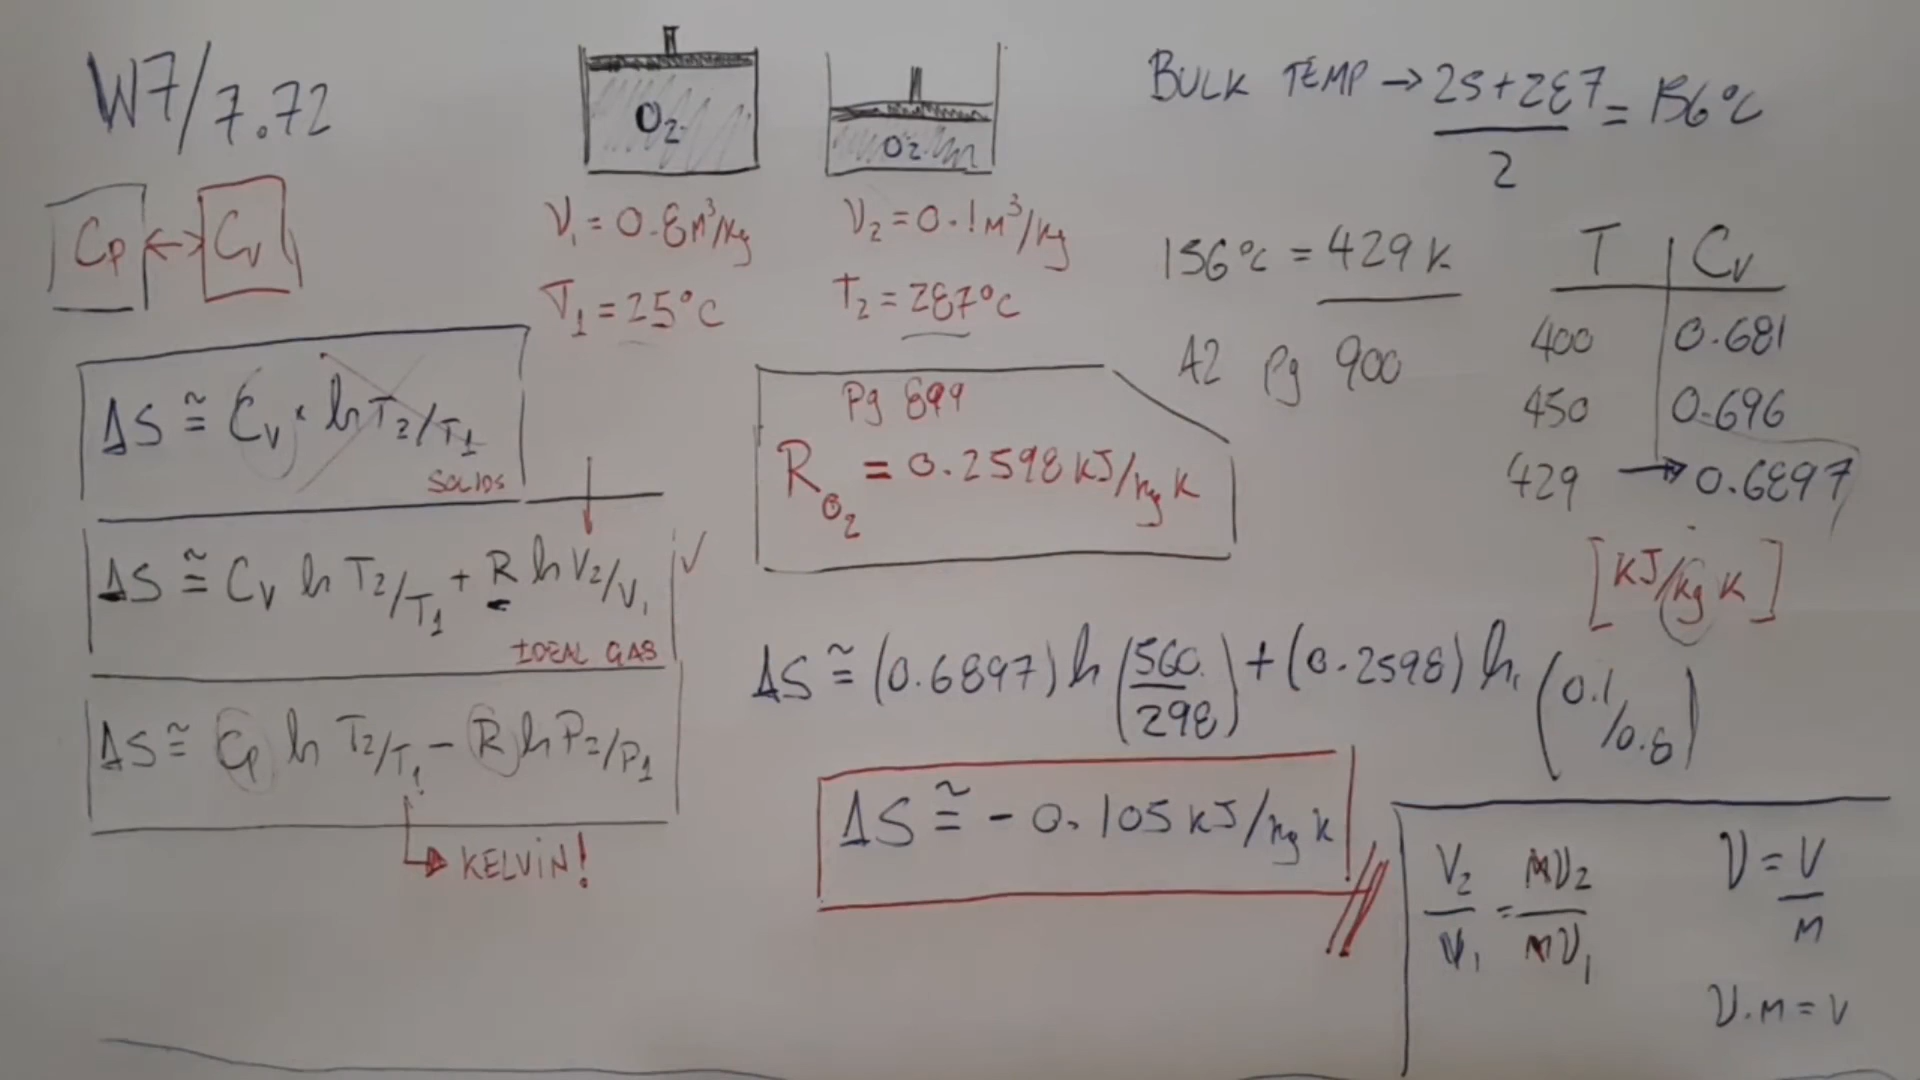 W7/7.72
Cp ↔ Cv
ΔS ≅ Cv · ln T2/T1
SOLIDS
ΔS ≅ Cv ln T2/T1 + R ln V2/V1 ✓
IDEAL GAS
ΔS ≅ Cp ln T2/T1 - R ln P2/P1
KELVIN!
O2
O2
V1 = 0.8 m³/kg
T1 = 25°C
V2 = 0.1 m³/kg
T2 = 287°C
Pg 899
R O2 = 0.2598 kJ/kg K
BULK TEMP → 25+287/2 = 156°C
156°C = 429 K
A2 Pg 900
T | Cv
400 | 0.681
450 | 0.696
429 → 0.6897
[kJ/kg K]
ΔS ≅ (0.6897) ln (560/298) + (0.2598) ln (0.1/0.8)
ΔS ≅ - 0.105 kJ/kg K
V2/V1 = mν2/mν1
ν = V/m
ν.m = V